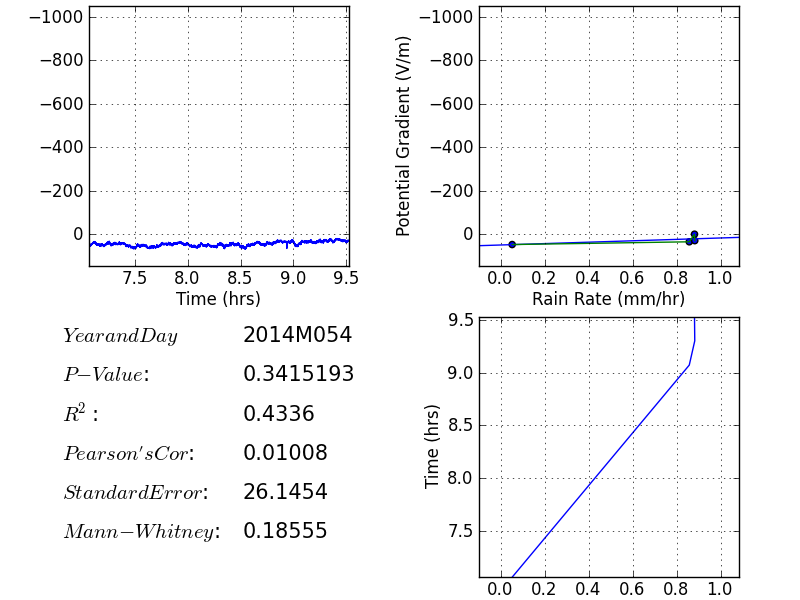 −1000
−800
−600
−400
−200
0
7.5 8.0 8.5 9.0 9.5
Time (hrs)
Potential Gradient (V/m)
−1000
−800
−600
−400
−200
0
0.0 0.2 0.4 0.6 0.8 1.0
Rain Rate (mm/hr)
YearandDay 2014M054
P−Value: 0.3415193
R²: 0.4336
Pearson'sCor: 0.01008
StandardError: 26.1454
Mann−Whitney: 0.18555
Time (hrs)
9.5
9.0
8.5
8.0
7.5
0.0 0.2 0.4 0.6 0.8 1.0